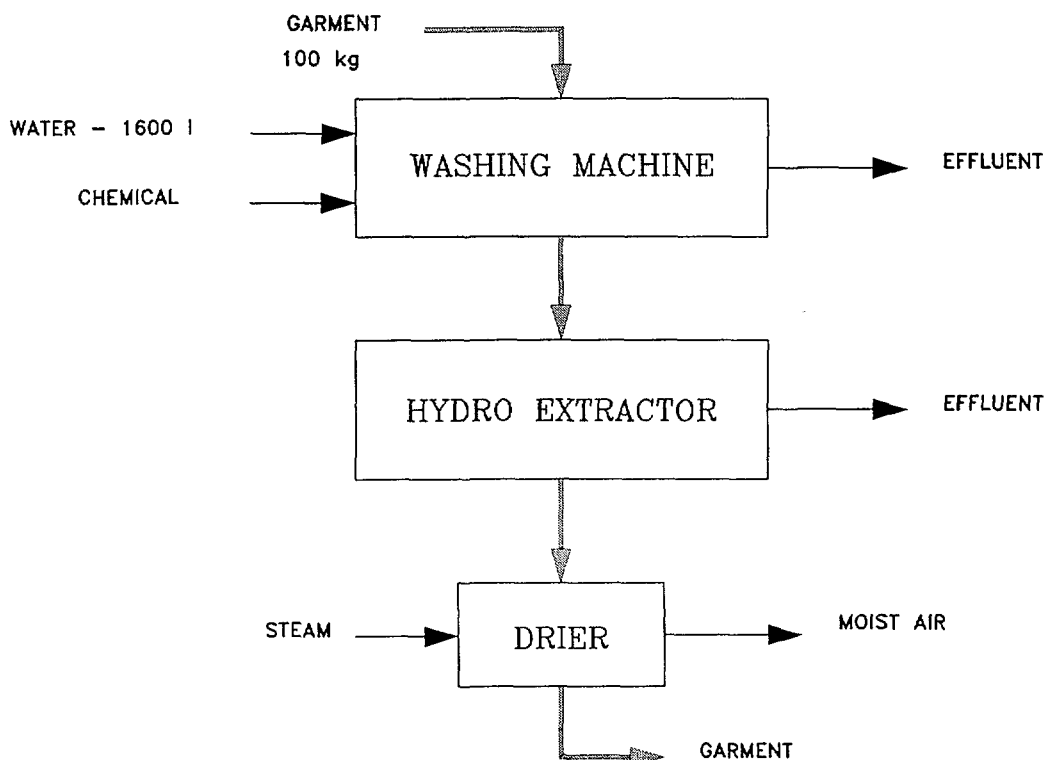 GARMENT
100 kg
WATER - 1600 l
WASHING MACHINE
EFFLUENT
CHEMICAL
HYDRO EXTRACTOR
EFFLUENT
STEAM
DRIER
MOIST AIR
GARMENT